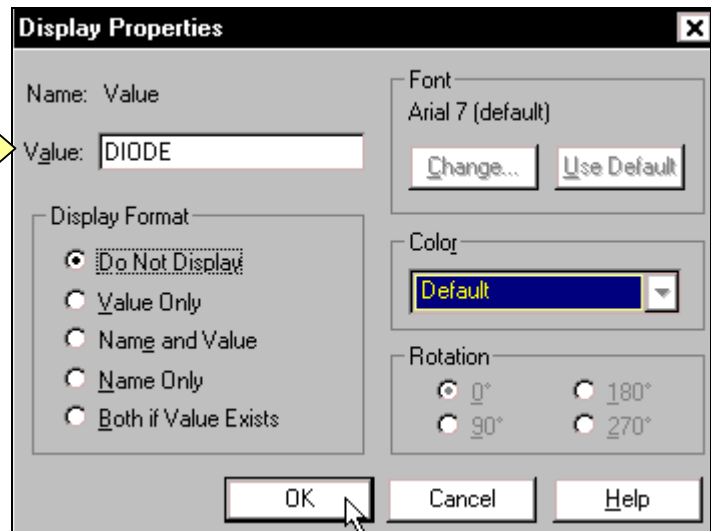 Display Properties
Name: Value
Value: DIODE
Display Format
Do Not Display
Value Only
Name and Value
Name Only
Both if Value Exists
Font
Arial 7 (default)
Change...
Use Default
Color
Default
Rotation
0°
180°
90°
270°
OK
Cancel
Help